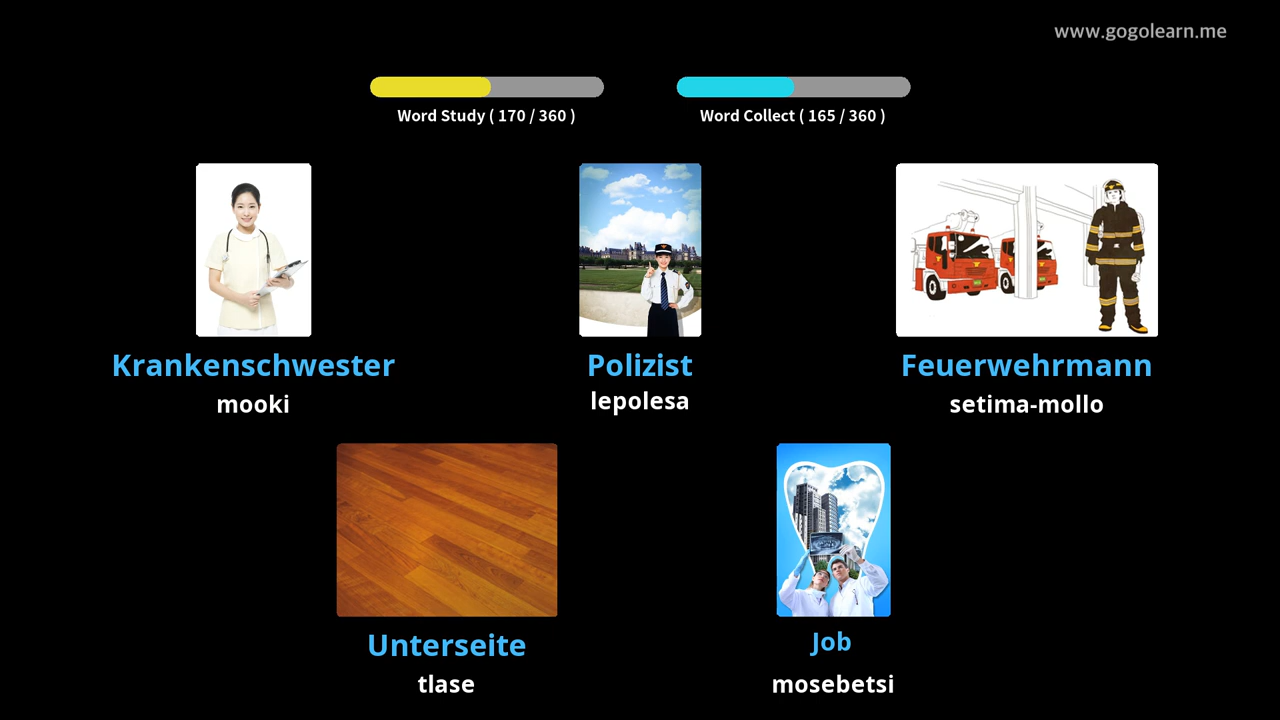 www.gogolearn.me
Word Study ( 170 / 360 )
Word Collect ( 165 / 360 )
Krankenschwester
mooki
Polizist
lepolesa
Feuerwehrmann
setima-mollo
Unterseite
tlase
Job
mosebetsi